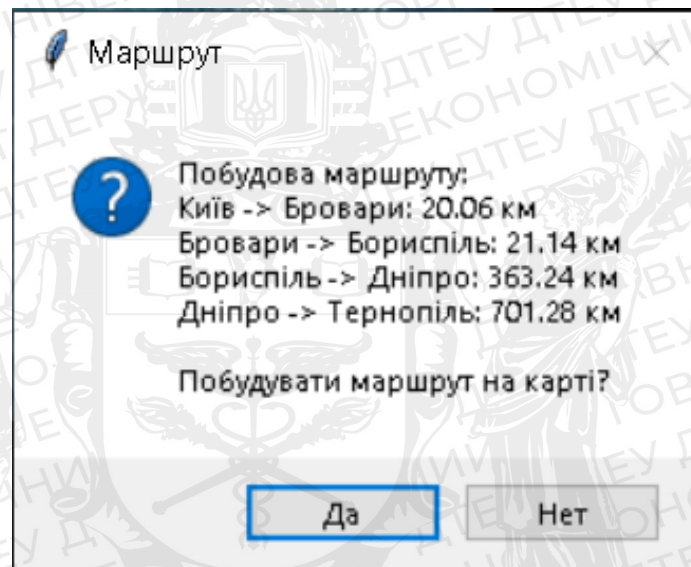 Маршрут
Побудова маршруту:
Київ -> Бровари: 20.06 км
Бровари -> Бориспіль: 21.14 км
Бориспіль -> Дніпро: 363.24 км
Дніпро -> Тернопіль: 701.28 км
Побудувати маршрут на карті?
Да
Нет